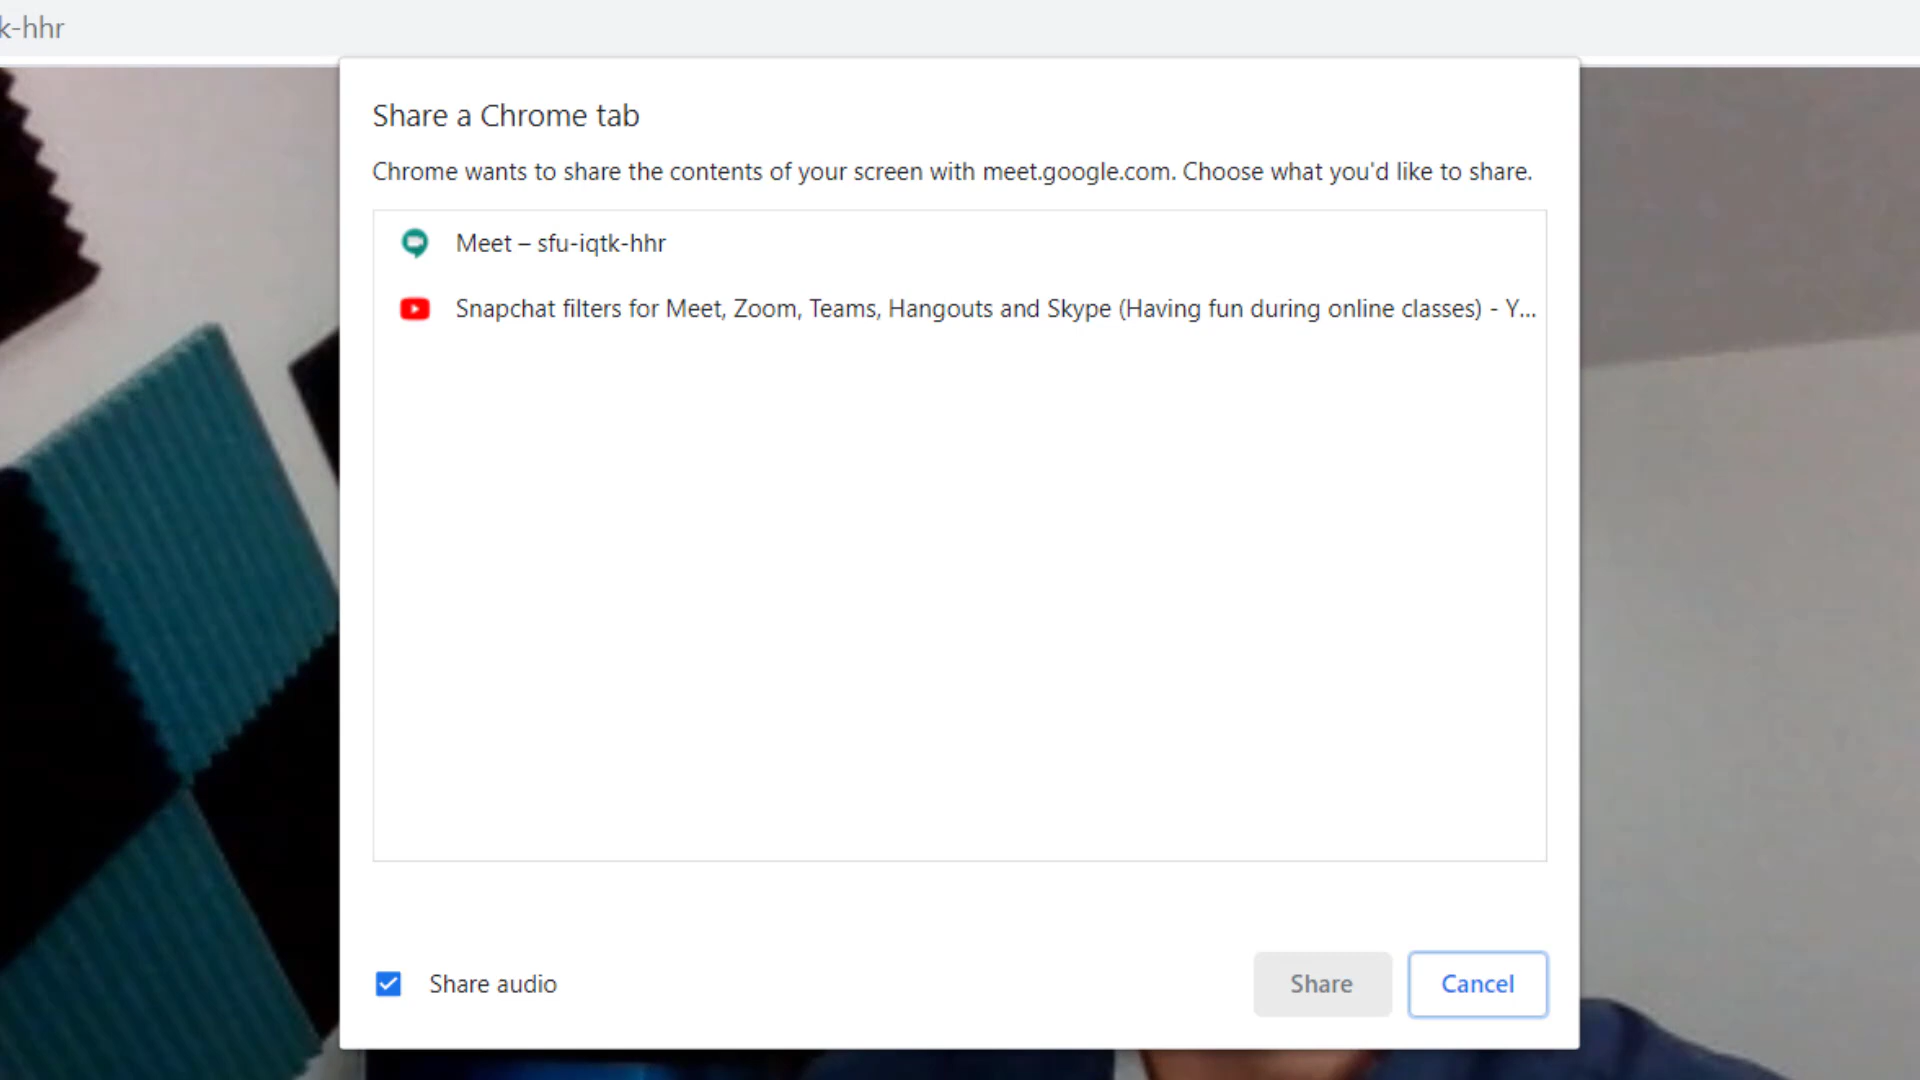 k-hhr
Share a Chrome tab
Chrome wants to share the contents of your screen with meet.google.com. Choose what you'd like to share.
Meet – sfu-iqtk-hhr
Snapchat filters for Meet, Zoom, Teams, Hangouts and Skype (Having fun during online classes) - Y...
Share audio
Share
Cancel